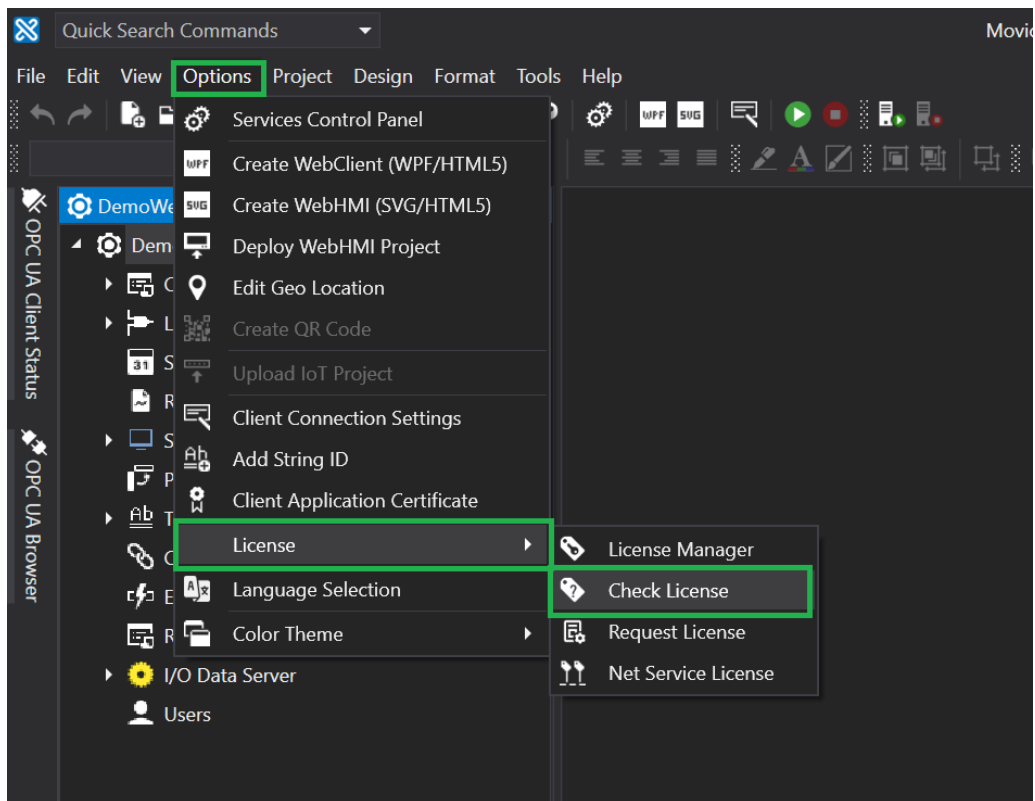 Quick Search Commands
Movic
File Edit View Options Project Design Format Tools Help
WPF SVG
Services Control Panel
WPF Create WebClient (WPF/HTML5)
DemoWe
SVG Create WebHMI (SVG/HTML5)
Dem
Deploy WebHMI Project
C
Edit Geo Location
L
Create QR Code
31 S
Upload IoT Project
R
Client Connection Settings
S
Ab Add String ID
P
Client Application Certificate
Ab T
License
License Manager
C
Check License
E
A Language Selection
Request License
R
Color Theme
Net Service License
I/O Data Server
Users
OPC UA Client Status
OPC UA Browser